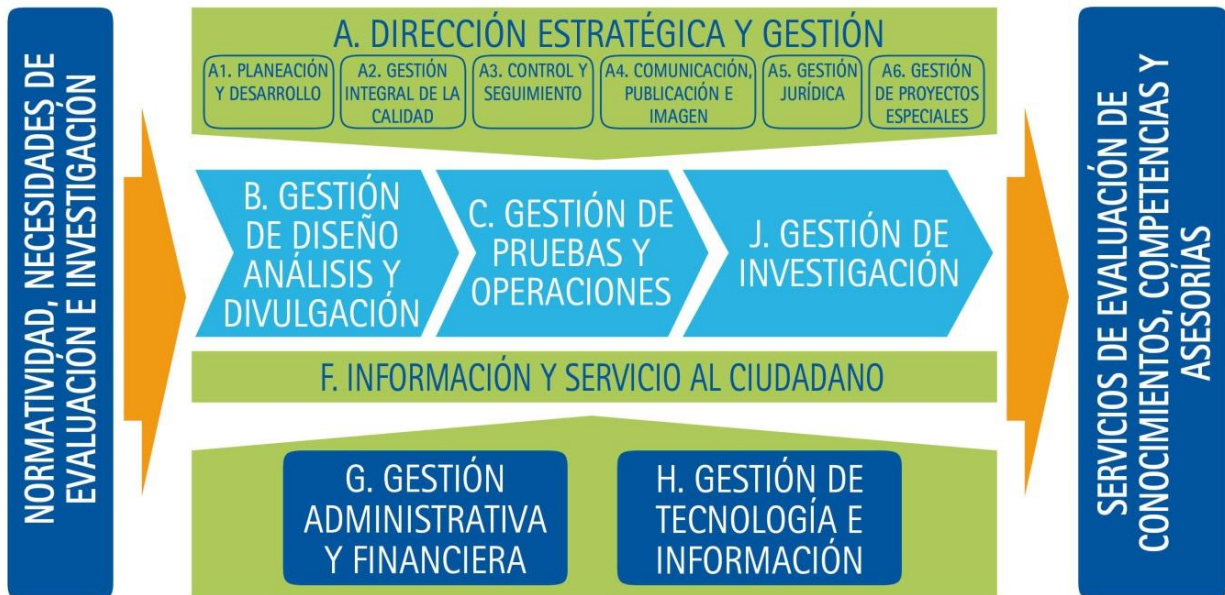 NORMATIVIDAD, NECESIDADES DE
EVALUACIÓN E INVESTIGACIÓN
A. DIRECCIÓN ESTRATÉGICA Y GESTIÓN
A1. PLANEACIÓN
Y DESARROLLO
A2. GESTIÓN
INTEGRAL DE LA
CALIDAD
A3. CONTROL Y
SEGUIMIENTO
A4. COMUNICACIÓN,
PUBLICACIÓN E
IMAGEN
A5. GESTIÓN
JURÍDICA
A6. GESTIÓN
DE PROYECTOS
ESPECIALES
B. GESTIÓN
DE DISEÑO
ANÁLISIS Y
DIVULGACIÓN
C. GESTIÓN DE
PRUEBAS Y
OPERACIONES
J. GESTIÓN DE
INVESTIGACIÓN
F. INFORMACIÓN Y SERVICIO AL CIUDADANO
G. GESTIÓN
ADMINISTRATIVA
Y FINANCIERA
H. GESTIÓN DE
TECNOLOGÍA E
INFORMACIÓN
SERVICIOS DE EVALUACIÓN DE
CONOCIMIENTOS, COMPETENCIAS Y
ASESORÍAS